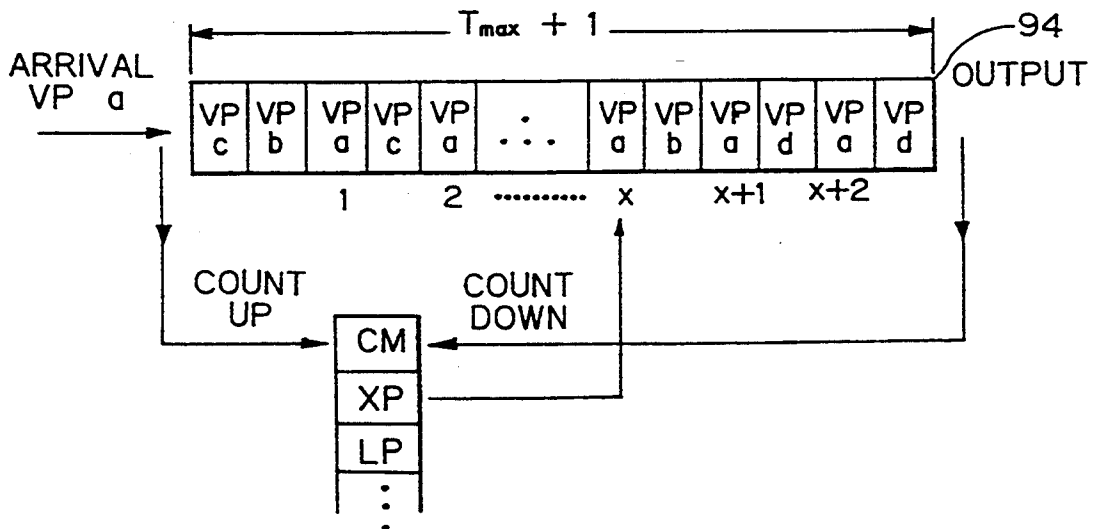 T max + 1
94
ARRIVAL
VP a
OUTPUT
VP c VP b VP a VP c VP a ... VP a VP b VP a VP d VP a VP d
1 2 .......... x x+1 x+2
COUNT
UP
COUNT
DOWN
CM
XP
LP